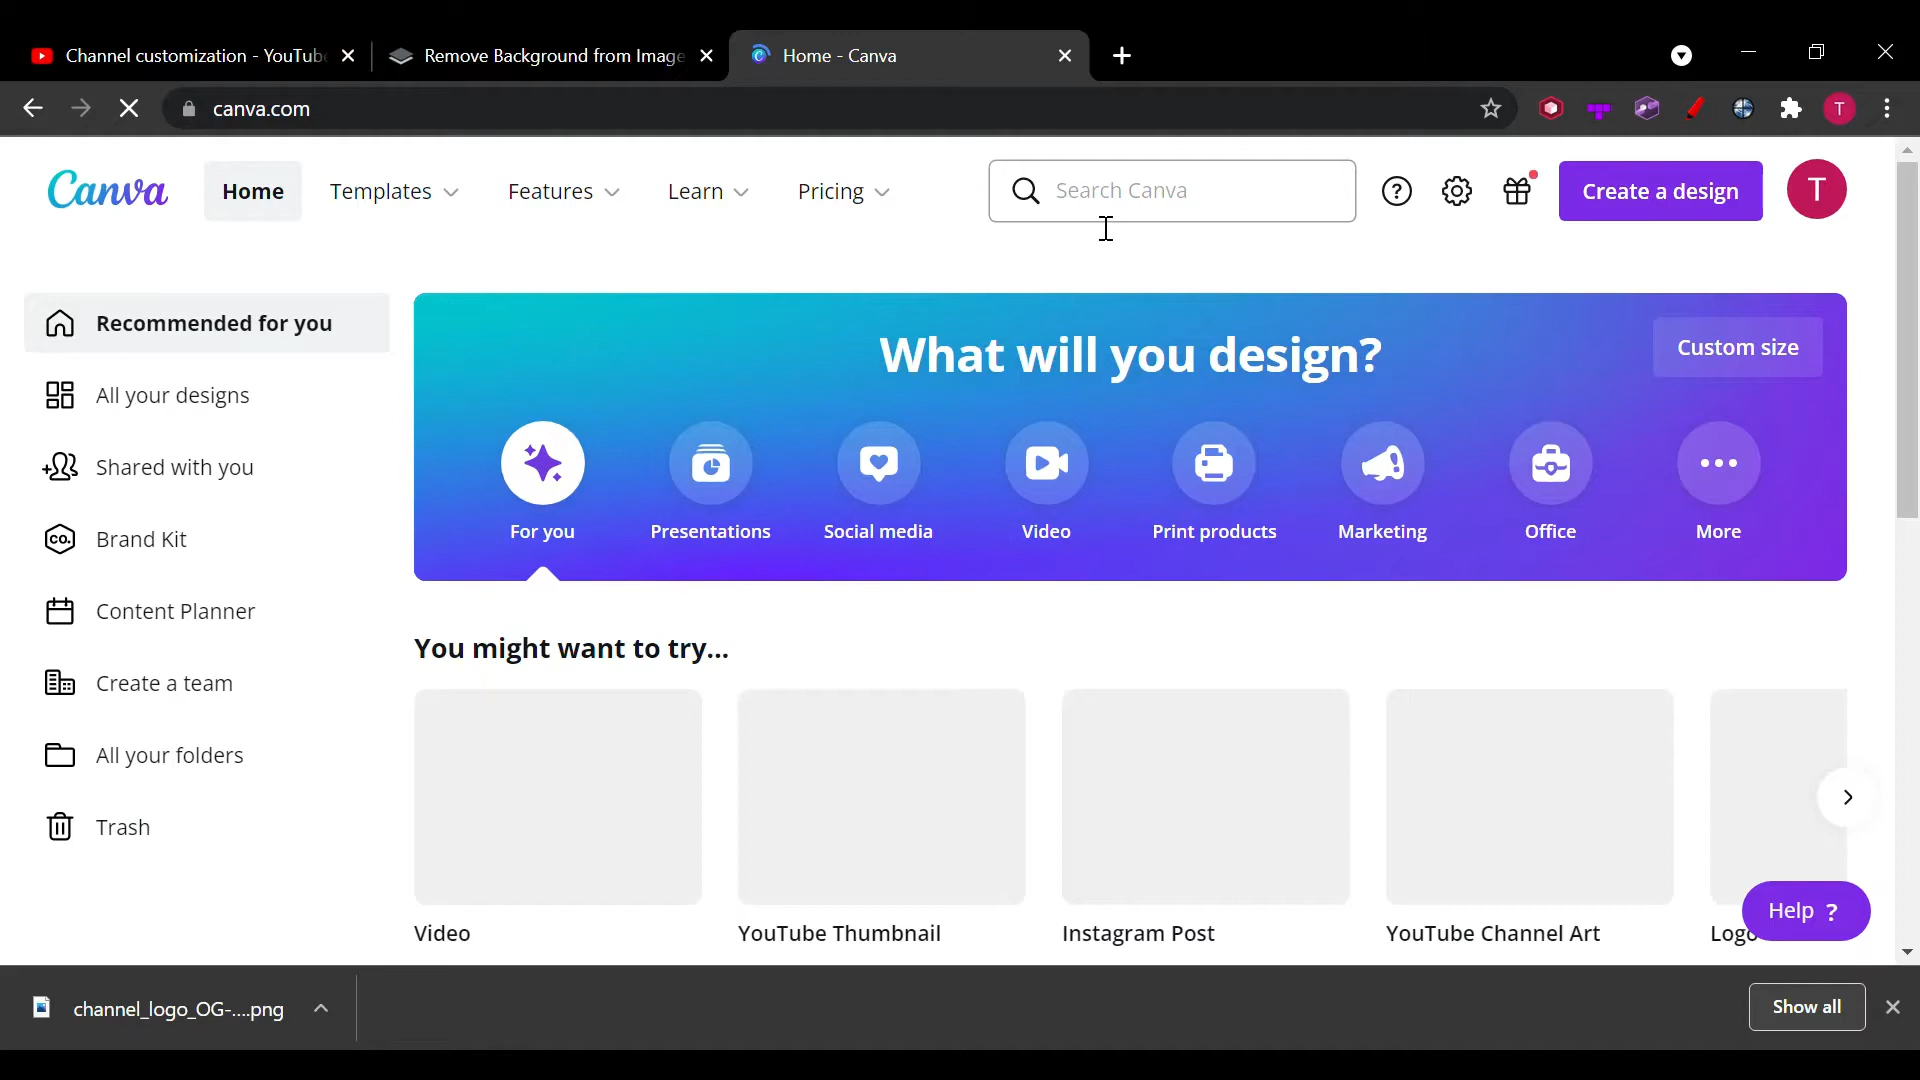 Channel customization - YouTube
Remove Background from Image
Home - Canva
canva.com
T
Canva
Home
Templates
Features
Learn
Pricing
Search Canva
?
Create a design
T
Recommended for you
All your designs
Shared with you
co. Brand Kit
Content Planner
Create a team
All your folders
Trash
What will you design?
Custom size
For you
Presentations
Social media
Video
Print products
Marketing
Office
More
You might want to try...
Video
YouTube Thumbnail
Instagram Post
YouTube Channel Art
Logo
Help ?
channel_logo_OG-....png
Show all